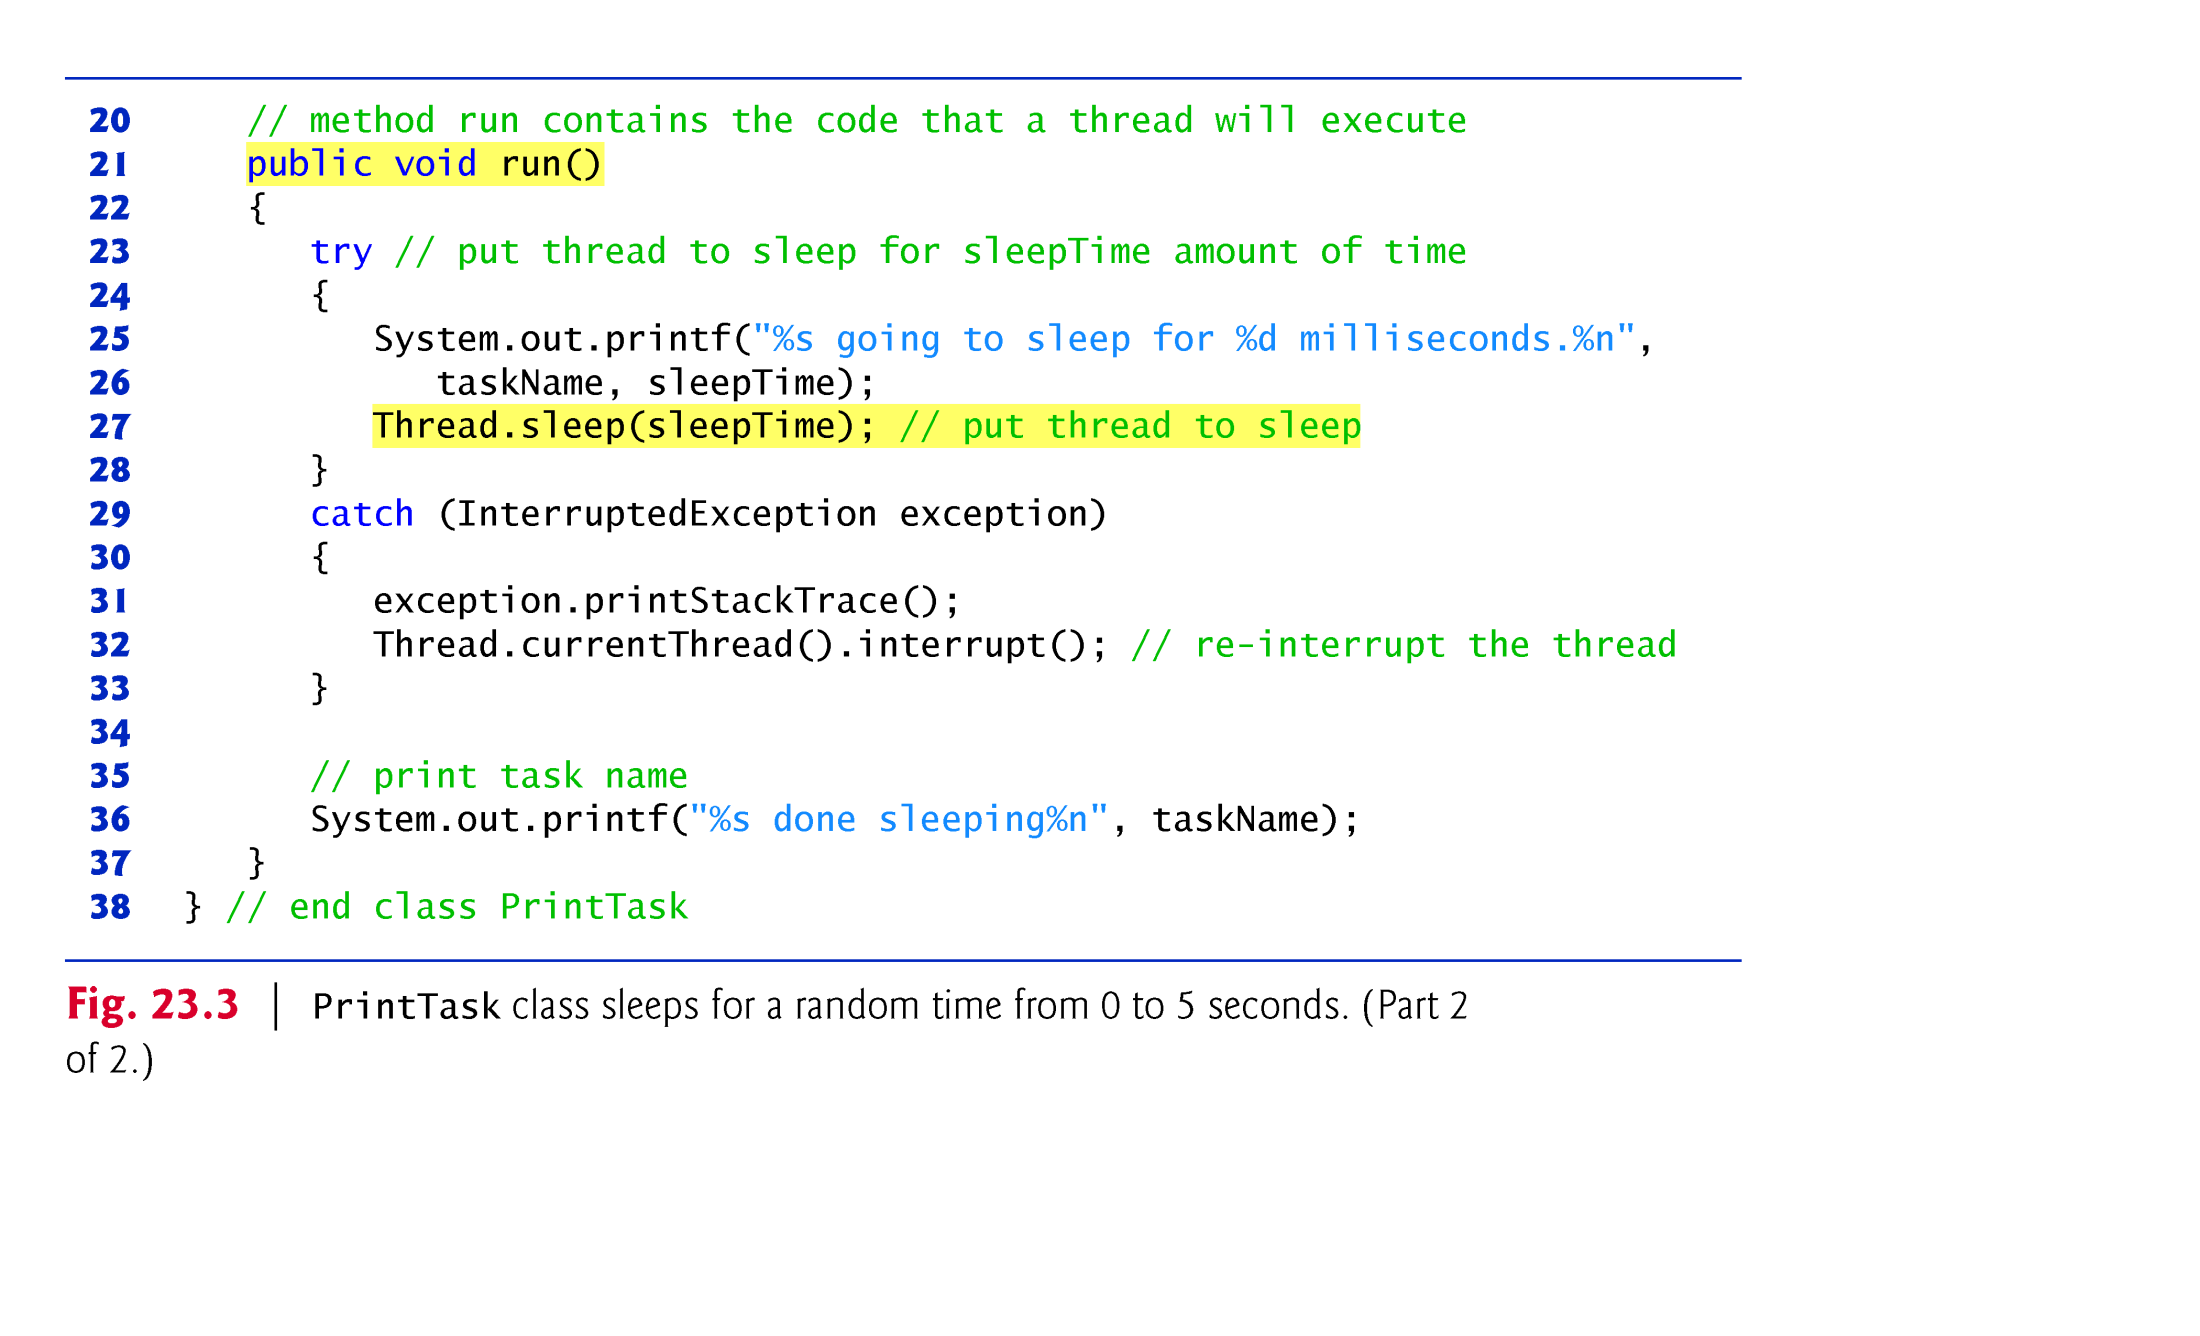 20 // method run contains the code that a thread will execute
21 public void run()
22 {
23 try // put thread to sleep for sleepTime amount of time
24 {
25 System.out.printf("%s going to sleep for %d milliseconds.%n",
26 taskName, sleepTime);
27 Thread.sleep(sleepTime); // put thread to sleep
28 }
29 catch (InterruptedException exception)
30 {
31 exception.printStackTrace();
32 Thread.currentThread().interrupt(); // re-interrupt the thread
33 }
34
35 // print task name
36 System.out.printf("%s done sleeping%n", taskName);
37 }
38 } // end class PrintTask
Fig. 23.3 | PrintTask class sleeps for a random time from 0 to 5 seconds. (Part 2
of 2.)